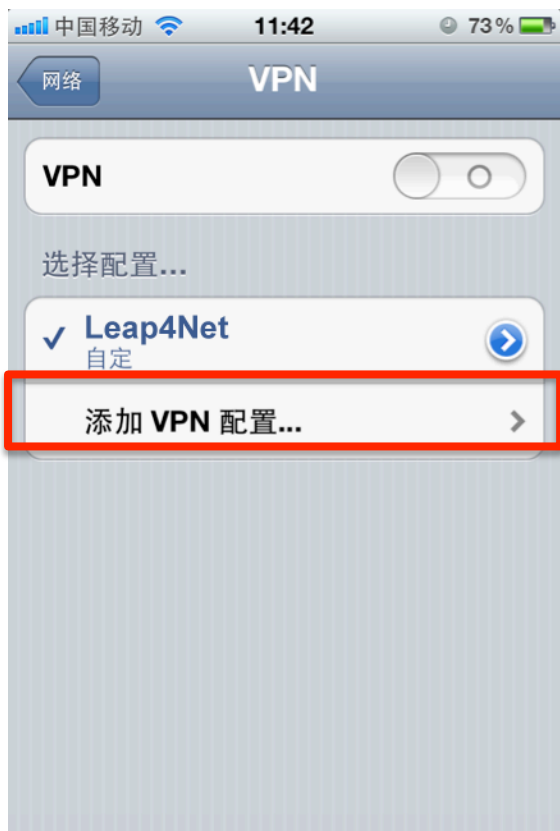 中国移动 11:42 73%
网络 VPN
VPN
选择配置...
Leap4Net
自定
添加 VPN 配置...